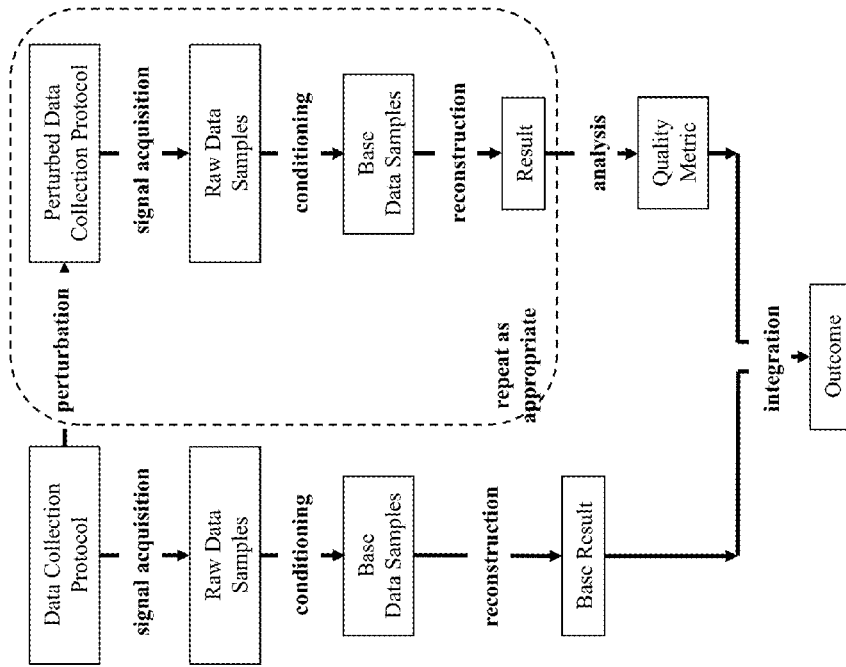 Data Collection
Protocol
perturbation
Perturbed Data
Collection Protocol
signal acquisition
signal acquisition
Raw Data
Samples
Raw Data
Samples
conditioning
conditioning
Base
Data Samples
Base
Data Samples
reconstruction
reconstruction
repeat as
appropriate
Result
Base Result
analysis
Quality
Metric
integration
Outcome